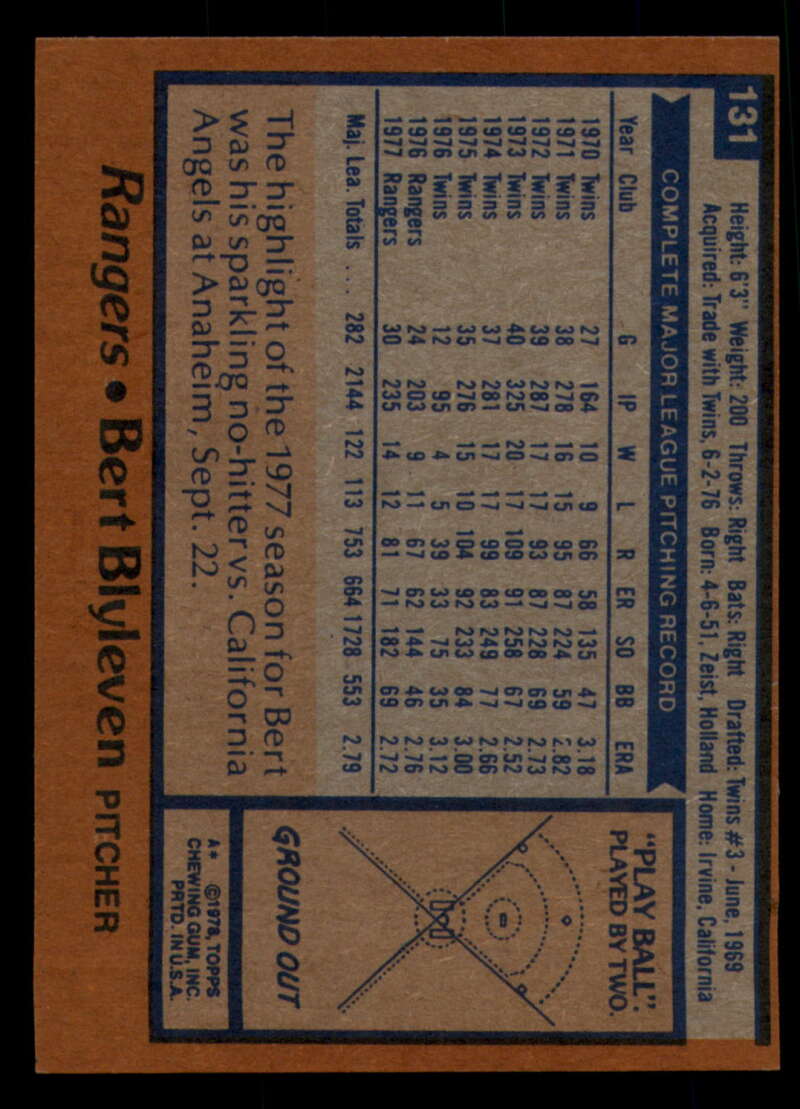 131
Height: 6'3" Weight: 200 Throws: Right Bats: Right Drafted: Twins #3 - June, 1969
Acquired: Trade with Twins, 6-2-76 Born: 4-6-51, Zeist, Holland Home: Irvine, California
COMPLETE MAJOR LEAGUE PITCHING RECORD
Year Club G IP W L R ER SO BB ERA
1970 Twins 27 164 10 9 66 58 135 47 3.18
1971 Twins 38 278 16 15 95 87 224 59 2.82
1972 Twins 39 287 17 17 93 87 228 69 2.73
1973 Twins 40 325 20 17 109 91 258 67 2.52
1974 Twins 37 281 17 17 99 83 249 77 2.66
1975 Twins 35 276 15 10 104 92 233 84 3.00
1976 Twins 12 95 4 5 39 33 75 35 3.12
1976 Rangers 24 203 9 11 67 62 144 46 2.76
1977 Rangers 30 235 14 12 81 71 182 69 2.72
Maj. Lea. Totals .... 282 2144 122 113 753 664 1728 553 2.79
The highlight of the 1977 season for Bert
was his sparkling no-hitter vs. California
Angels at Anaheim, Sept. 22.
"PLAY BALL".
PLAYED BY TWO.
GROUND OUT
A* ©1978, TOPPS
CHEWING GUM, INC.
PRTD. IN U.S.A.
Rangers • Bert Blyleven PITCHER